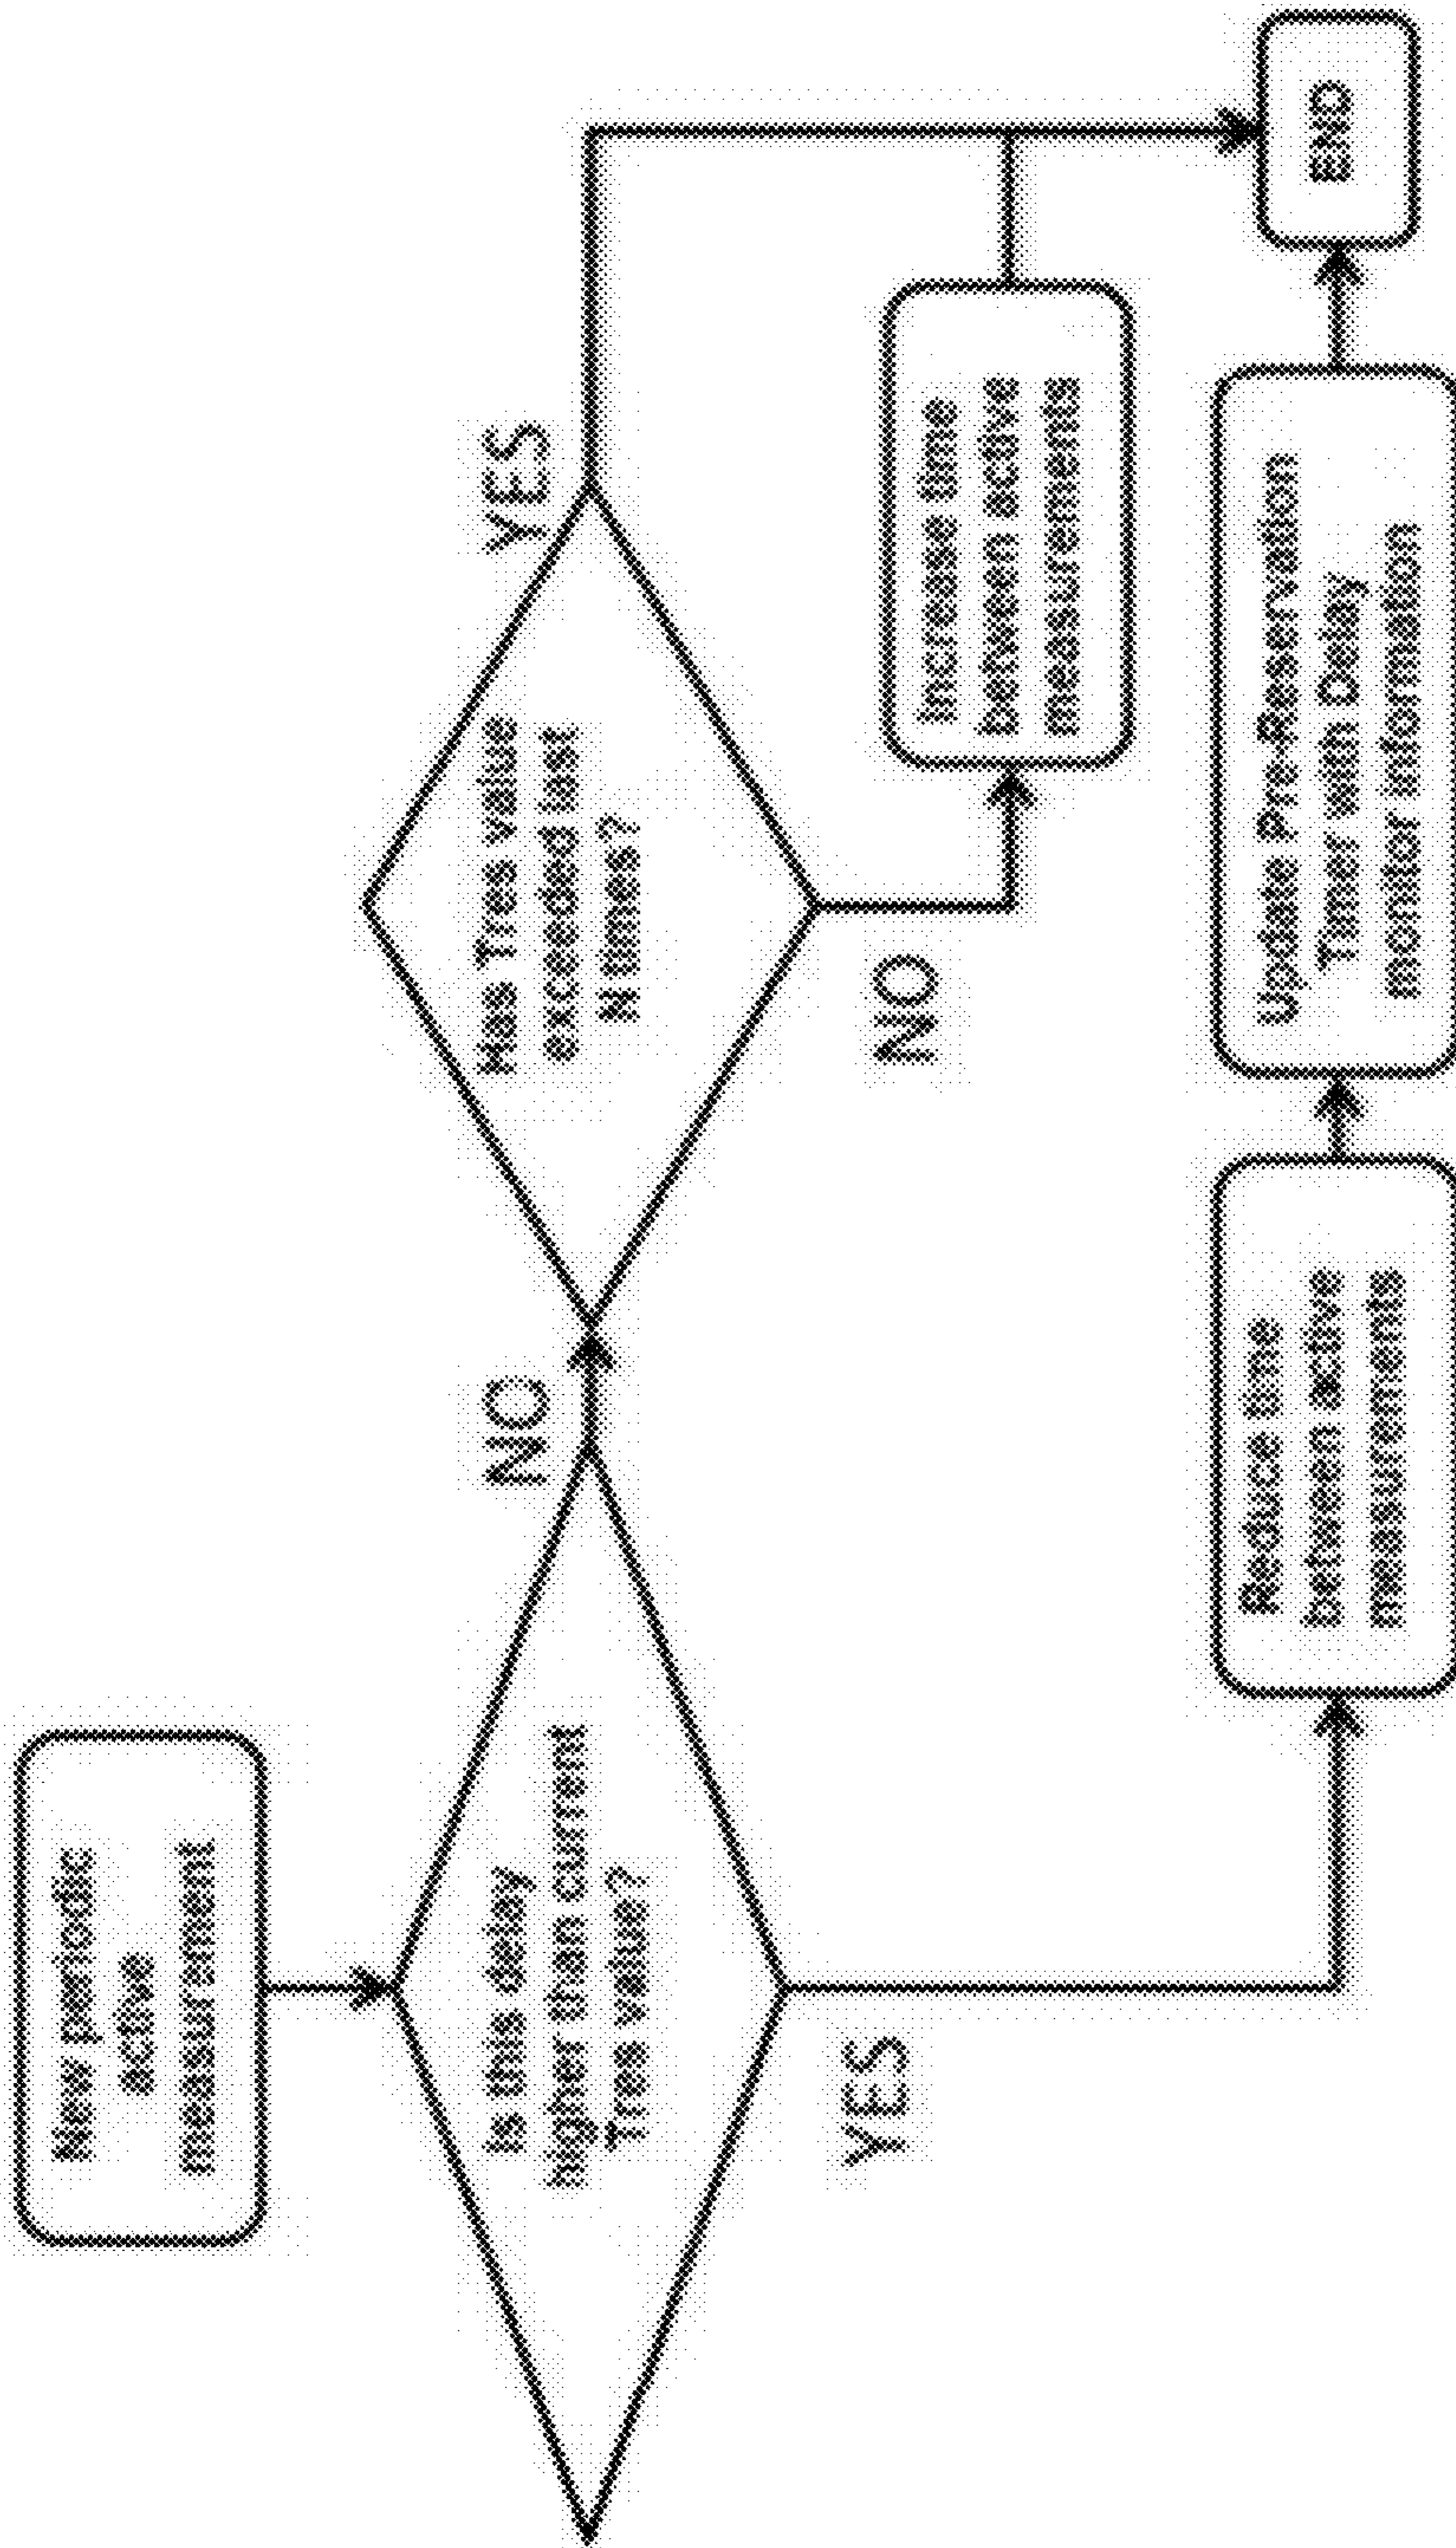 New periodic
active
measurement
Is this delay
higher than current
Tres value?
NO
YES
Has Tres value
exceeded last
N times?
YES
NO
Increase time
between active
measurements
Reduce time
between active
measurements
Update Pre-Reservation
Timer with Delay
monitor information
END